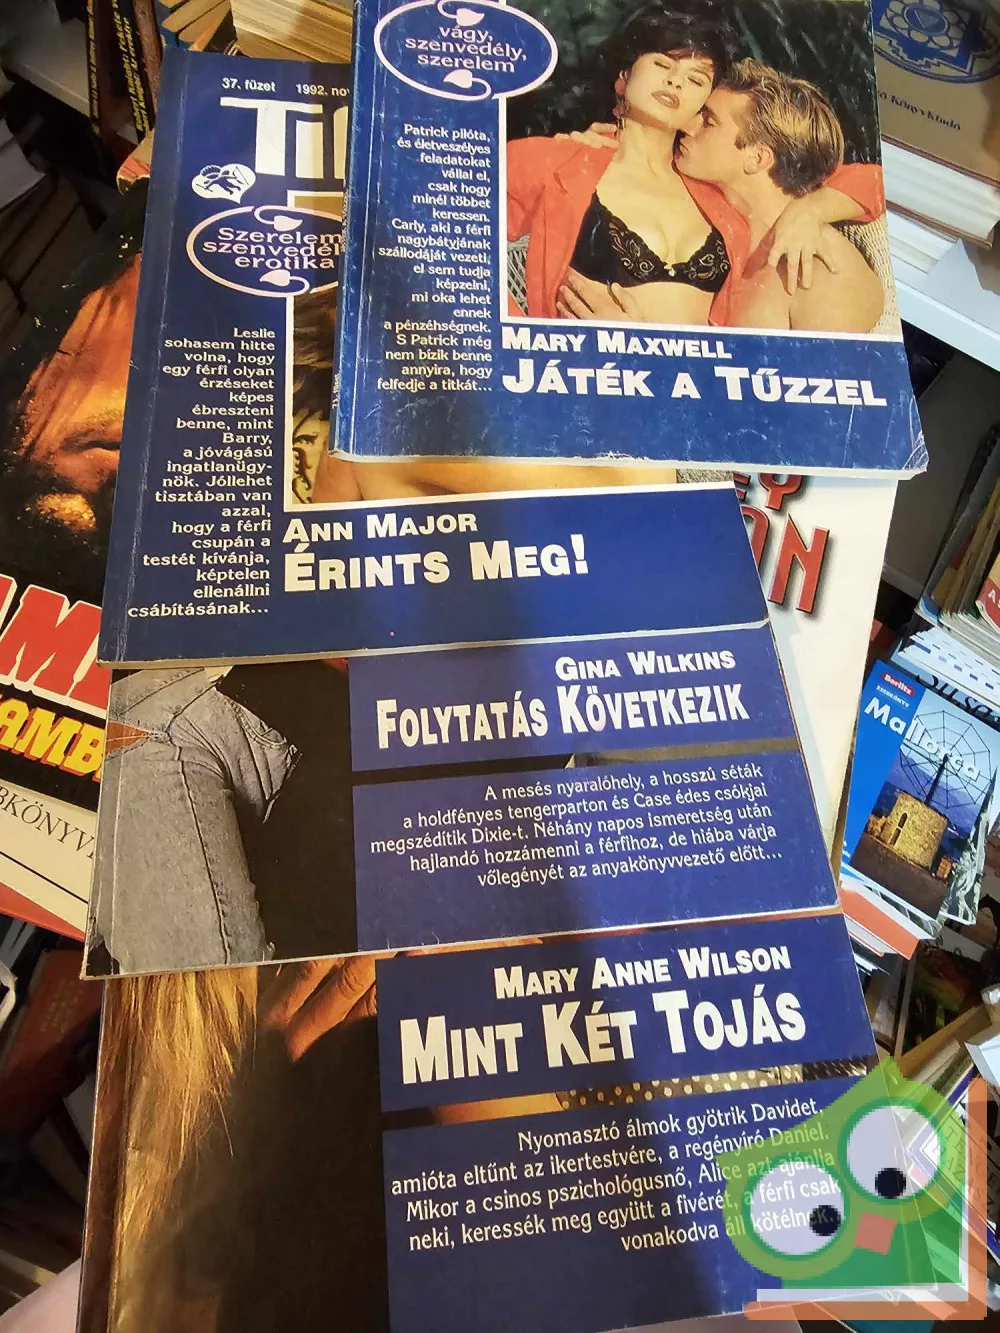 vágy,
szenvedély,
szerelem
Patrick pilóta,
és életveszélyes
feladatokat
vállal el,
csak hogy
minél többet
keressen.
Carly, aki a férfi
nagybátyjának
szállodáját vezeti,
el sem tudja
képzelni,
mi oka lehet
ennek
a pénzéhségnek.
S Patrick még
nem bízik benne
annyira, hogy
felfedje a titkát...
MARY MAXWELL
JÁTÉK A TŰZZEL
37. füzet 1992. nov
Szerelem
szenvedély
erotika
Leslie
sohasem hitte
volna, hogy
egy férfi olyan
érzéseket
képes
ébreszteni
benne, mint
Barry,
a jóvágású
ingatlanügy-
nök. Jóllehet
tisztában van
azzal,
hogy a férfi
csupán a
testét kívánja,
képtelen
ellenállni
csábításának...
ANN MAJOR
ÉRINTS MEG!
GINA WILKINS
FOLYTATÁS KÖVETKEZIK
A mesés nyaralóhely, a hosszú séták
a holdfényes tengerparton és Case édes csókjai
megszédítik Dixie-t. Néhány napos ismeretség után
hajlandó hozzámenni a férfihoz, de hiába várja
vőlegényét az anyakönyvvezető előtt...
MARY ANNE WILSON
MINT KÉT TOJÁS
Nyomasztó álmok gyötrik Davidet,
amióta eltűnt az ikertestvére, a regényíró Daniel.
Mikor a csinos pszichológusnő, Alice azt ajánlja
neki, keressék meg együtt a fivérét, a férfi csak
vonakodva áll kötélnek...
Berlitz
Mallorca